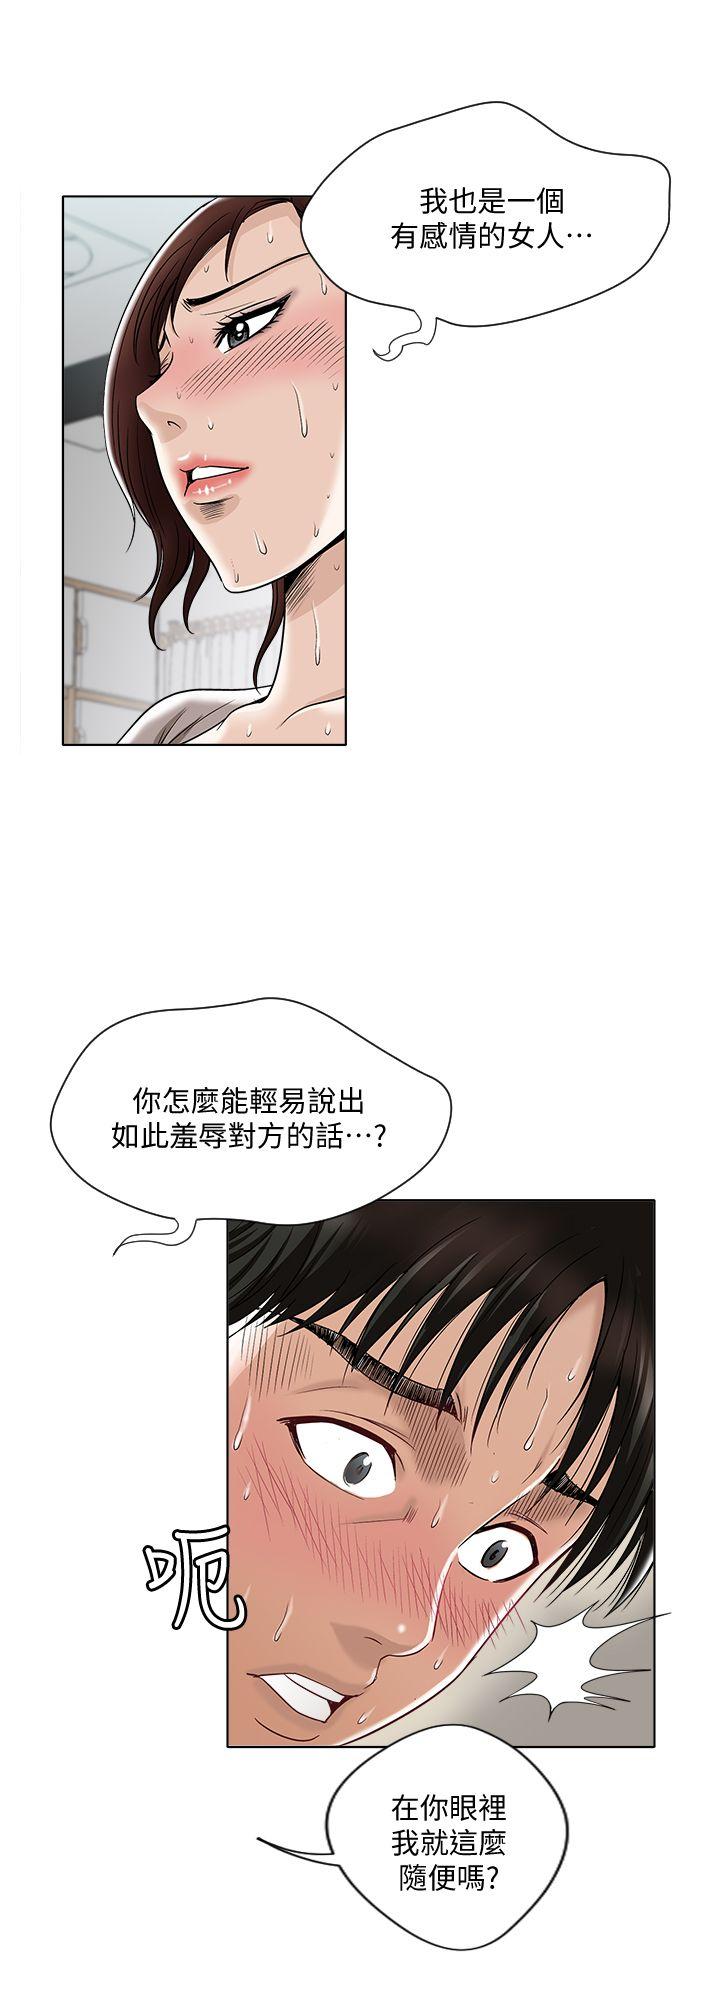 我也是一個
有感情的女人⋯
你怎麼能輕易說出
如此羞辱對方的話⋯?
呃
在你眼裡
我就這麼
隨便嗎?